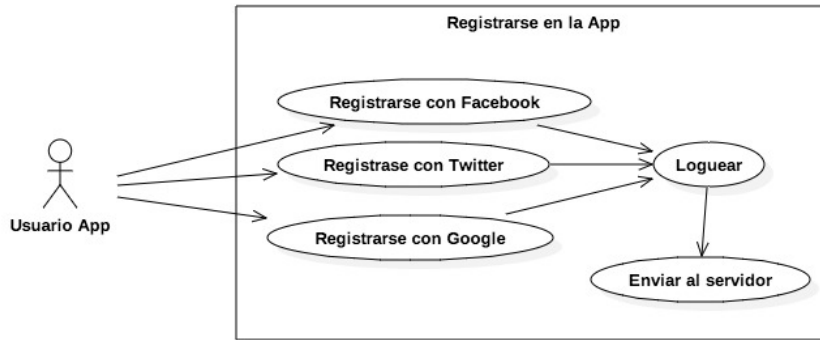 Registrarse en la App
Registrarse con Facebook
Registrase con Twitter
Loguear
Usuario App
Registrarse con Google
Enviar al servidor